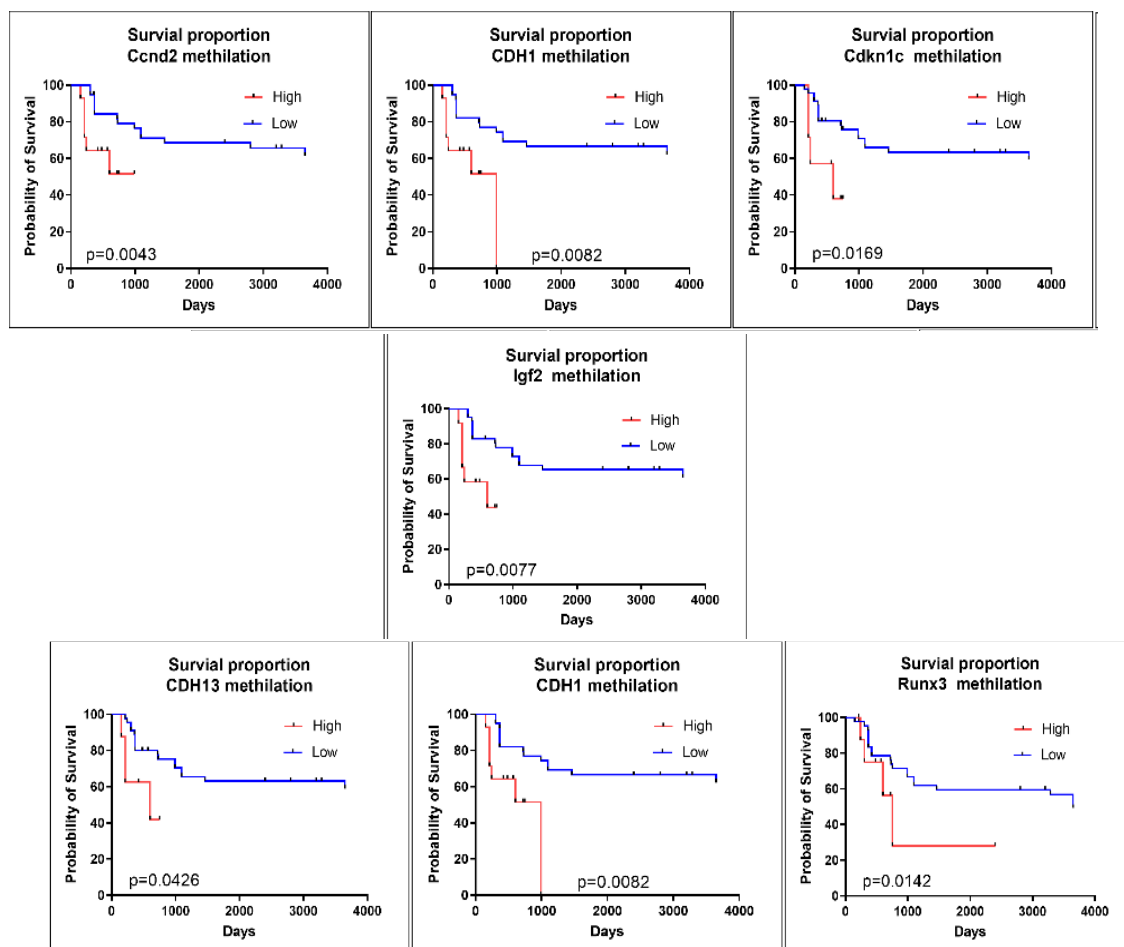 Survial proportion
Ccnd2 methilation
Probability of Survival
100
80
60
40
20
0
High
Low
p=0.0043
0 1000 2000 3000 4000
Days
Survial proportion
CDH1 methilation
Probability of Survival
100
80
60
40
20
0
High
Low
p=0.0082
0 1000 2000 3000 4000
Days
Survial proportion
Cdkn1c methilation
Probability of Survival
100
80
60
40
20
0
High
Low
p=0.0169
0 1000 2000 3000 4000
Days
Survial proportion
Igf2 methilation
Probability of Survival
100
80
60
40
20
0
High
Low
p=0.0077
0 1000 2000 3000 4000
Days
Survial proportion
CDH13 methilation
Probability of Survival
100
80
60
40
20
0
High
Low
p=0.0426
0 1000 2000 3000 4000
Days
Survial proportion
CDH1 methilation
Probability of Survival
100
80
60
40
20
0
High
Low
p=0.0082
0 1000 2000 3000 4000
Days
Survial proportion
Runx3 methilation
Probability of Survival
100
80
60
40
20
0
High
Low
p=0.0142
0 1000 2000 3000 4000
Days